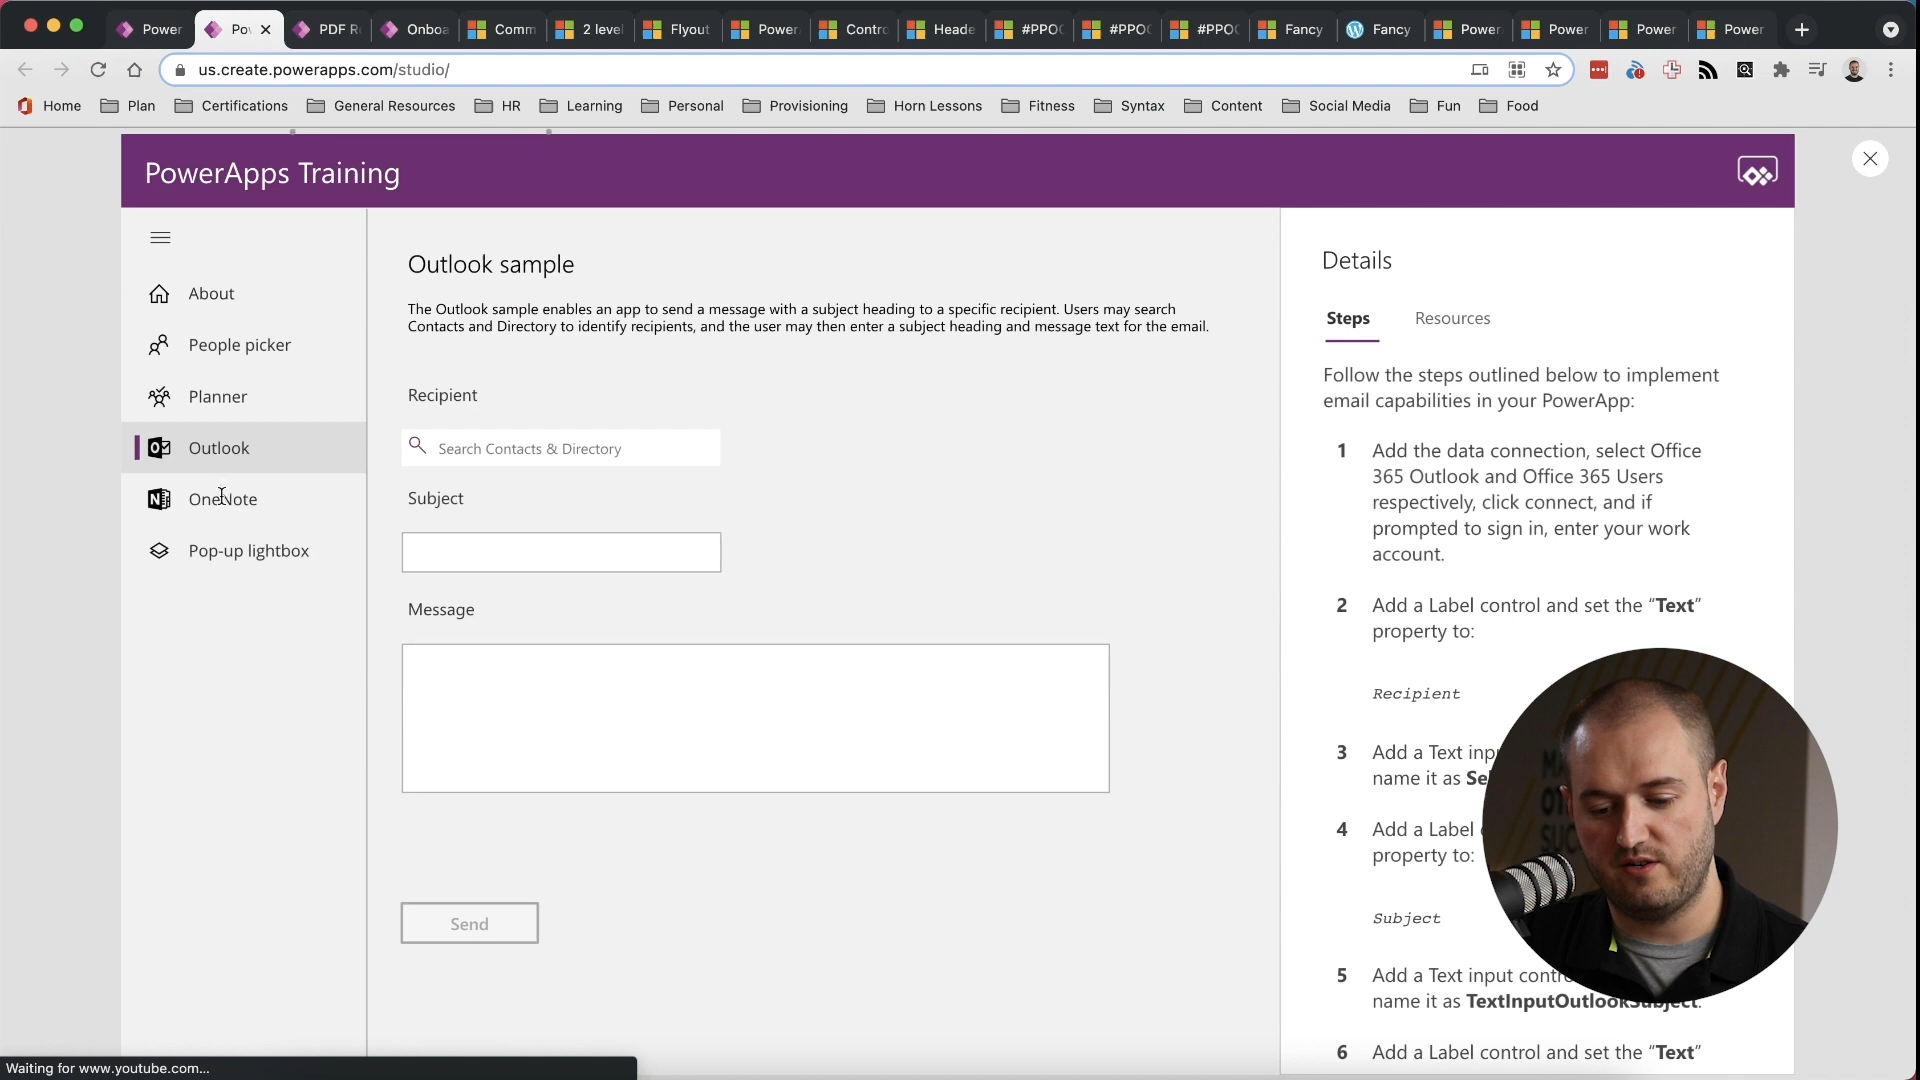 Power
Po
PDF R
Onboa
Comm
2 level
Flyout
Power
Contro
Heade
#PPO
#PPO
#PPO
Fancy
Fancy
Power
Power
Power
Power
us.create.powerapps.com/studio/
Home
Plan
Certifications
General Resources
HR
Learning
Personal
Provisioning
Horn Lessons
Fitness
Syntax
Content
Social Media
Fun
Food
PowerApps Training
About
People picker
Planner
Outlook
OneNote
Pop-up lightbox
Outlook sample
The Outlook sample enables an app to send a message with a subject heading to a specific recipient. Users may search
Contacts and Directory to identify recipients, and the user may then enter a subject heading and message text for the email.
Recipient
Search Contacts & Directory
Subject
Message
Send
Details
Steps
Resources
Follow the steps outlined below to implement
email capabilities in your PowerApp:
1 Add the data connection, select Office
365 Outlook and Office 365 Users
respectively, click connect, and if
prompted to sign in, enter your work
account.
2 Add a Label control and set the “Text”
property to:
Recipient
3 Add a Text inp
name it as Se
4 Add a Label
property to:
Subject
5 Add a Text input contr
name it as TextInputOutlookSubject.
6 Add a Label control and set the “Text”
Waiting for www.youtube.com...